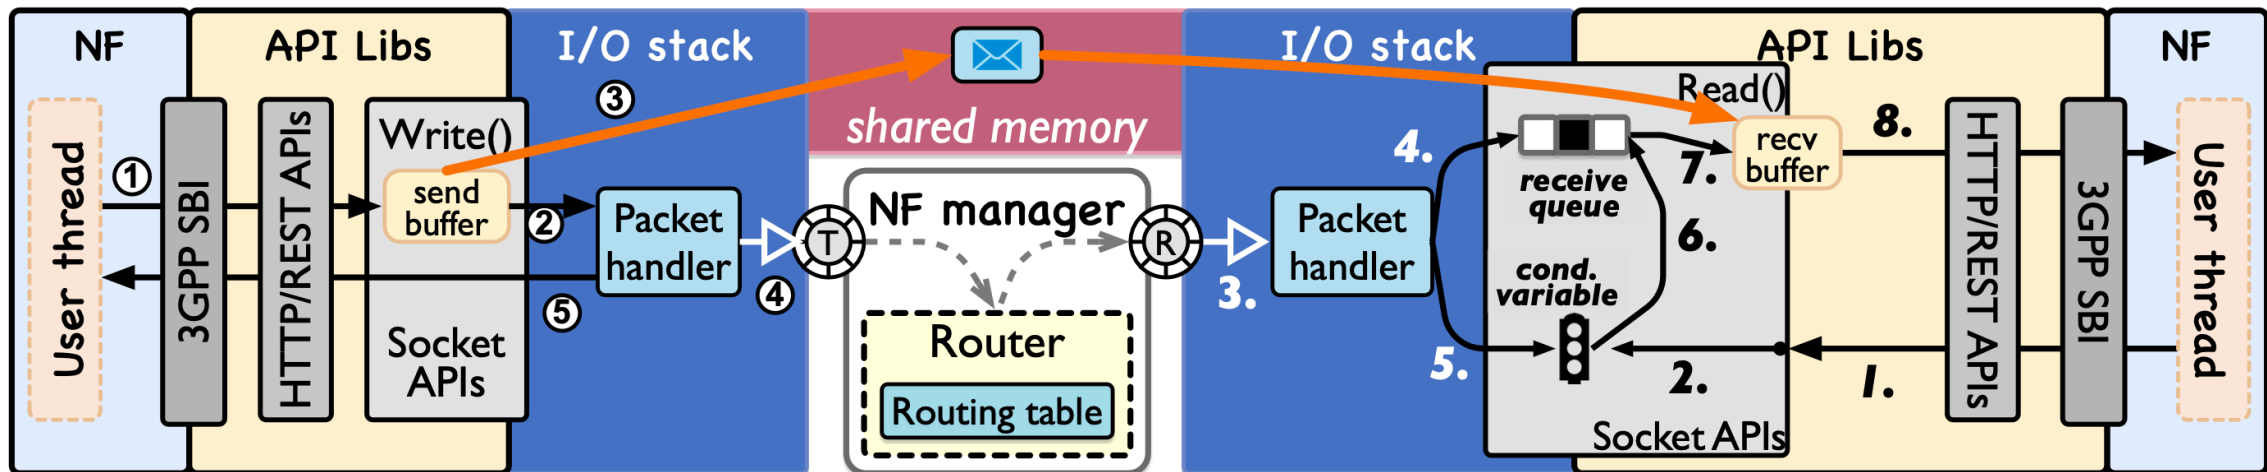 NF
API Libs
I/O stack
shared memory
I/O stack
API Libs
NF
User thread
①
3GPP SBI
HTTP/REST APIs
Write()
send
buffer
Socket
APIs
②
③
Packet
handler
④
⑤
T
NF manager
R
Router
Routing table
3.
Packet
handler
4.
5.
Read()
receive
queue
cond.
variable
7.
6.
2.
recv
buffer
Socket APIs
8.
1.
HTTP/REST APIs
3GPP SBI
User thread